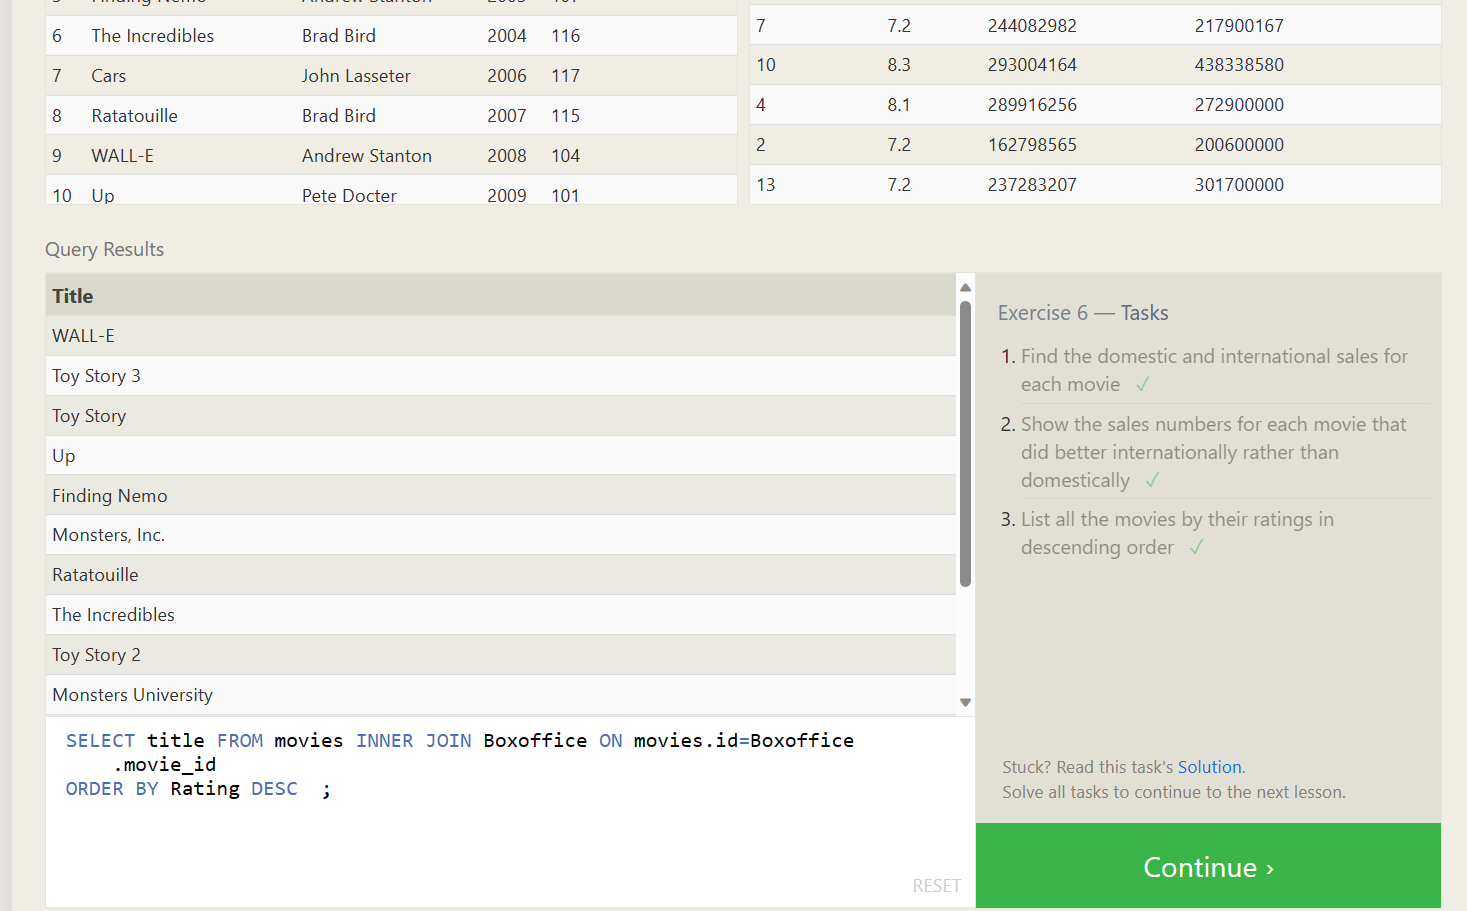 Finding Nemo Andrew Stanton 2003 107
6 The Incredibles Brad Bird 2004 116
7 Cars John Lasseter 2006 117
8 Ratatouille Brad Bird 2007 115
9 WALL-E Andrew Stanton 2008 104
10 Up Pete Docter 2009 101
7 7.2 244082982 217900167
10 8.3 293004164 438338580
4 8.1 289916256 272900000
2 7.2 162798565 200600000
13 7.2 237283207 301700000
Query Results
Title
WALL-E
Toy Story 3
Toy Story
Up
Finding Nemo
Monsters, Inc.
Ratatouille
The Incredibles
Toy Story 2
Monsters University
SELECT title FROM movies INNER JOIN Boxoffice ON movies.id=Boxoffice
.movie_id
ORDER BY Rating DESC ;
RESET
Exercise 6 — Tasks
1. Find the domestic and international sales for
each movie ✓
2. Show the sales numbers for each movie that
did better internationally rather than
domestically ✓
3. List all the movies by their ratings in
descending order ✓
Stuck? Read this task's Solution.
Solve all tasks to continue to the next lesson.
Continue ›